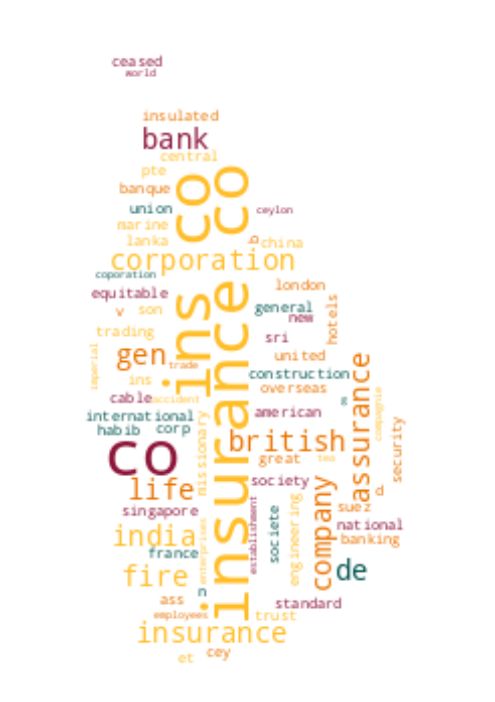 ceased
world
insulated
bank
central
pte
banque
insurance co
ins co
union
ceylon
marine
lanka
b
china
corporation
coporation
london
equitable
general
hotels
v
son
new
trading
sri
gen
united
imperial
trade
construction
assurance
ins
overseas
compagnie
cable
accident
international
american
habib
corp
british
security
missionary
co
great
tea
life
society
company
d
singapore
suez
establishment
societe
engineering
national
india
banking
france
enterprises
fire
de
n
ass
standard
employees
trust
insurance
cey
et